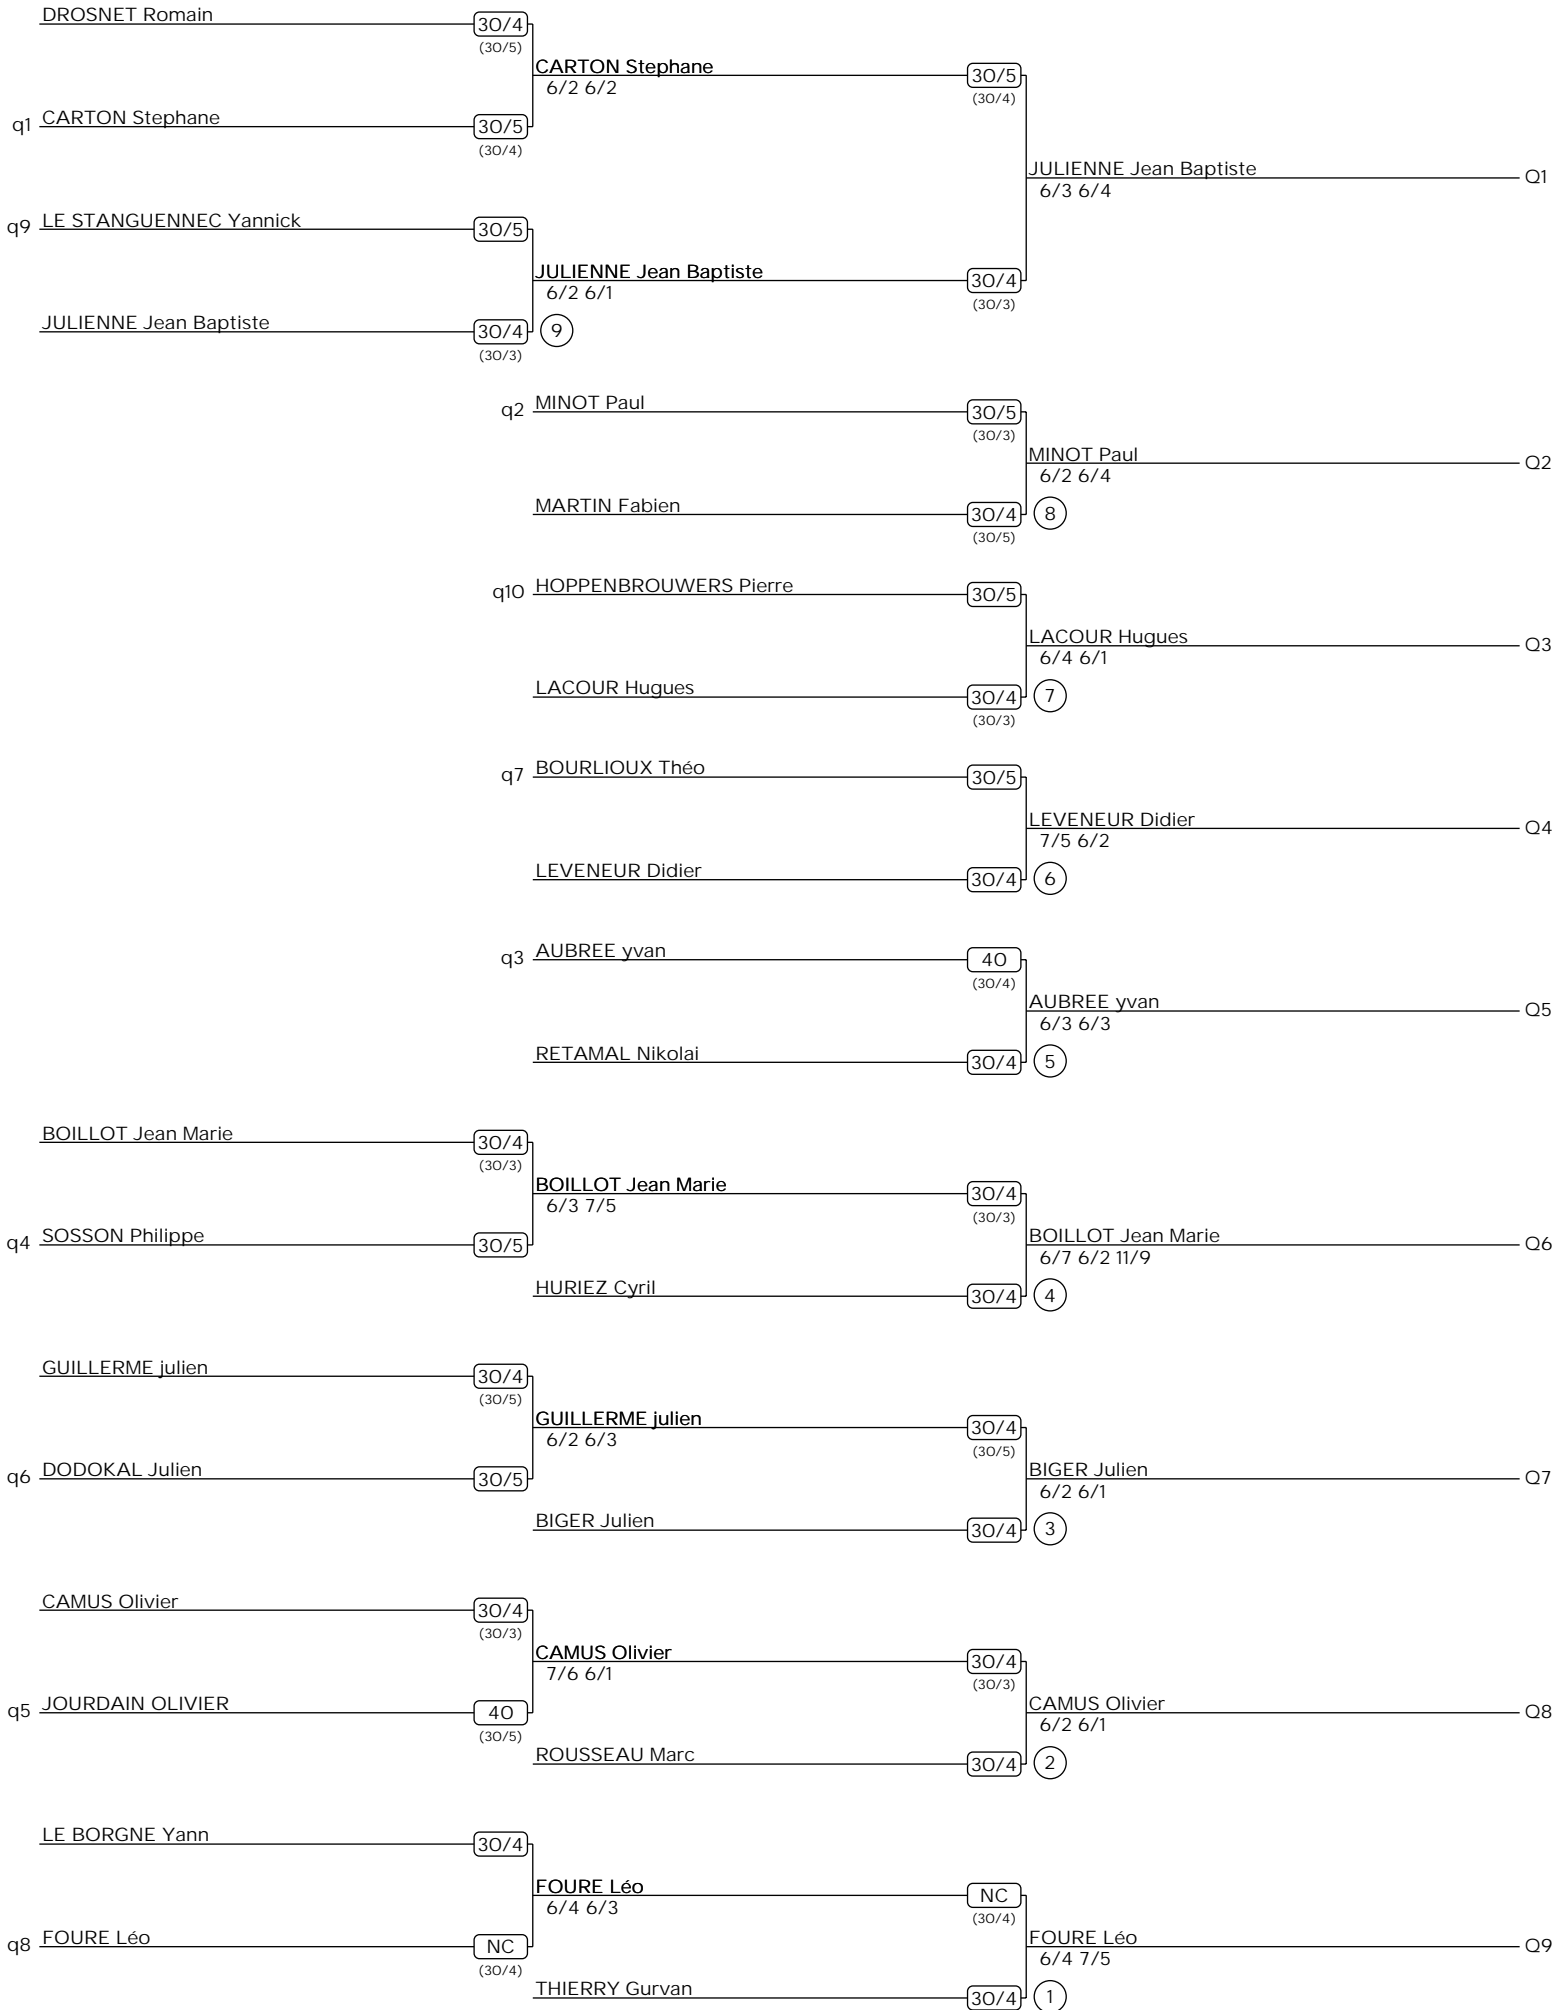 DROSNET Romain 30/4
(30/5)
CARTON Stephane 30/5
6/2 6/2
(30/4)
q1 CARTON Stephane 30/5
(30/4)
JULIENNE Jean Baptiste Q1
6/3 6/4
q9 LE STANGUENNEC Yannick 30/5
JULIENNE Jean Baptiste 30/4
6/2 6/1
(30/3)
JULIENNE Jean Baptiste 30/4 9
(30/3)
q2 MINOT Paul 30/5
(30/3)
MINOT Paul Q2
6/2 6/4
MARTIN Fabien 30/4 8
(30/5)
q10 HOPPENBROUWERS Pierre 30/5
LACOUR Hugues Q3
6/4 6/1
LACOUR Hugues 30/4 7
(30/3)
q7 BOURLIOUX Théo 30/5
LEVENEUR Didier Q4
7/5 6/2
LEVENEUR Didier 30/4 6
q3 AUBREE yvan 40
(30/4)
AUBREE yvan Q5
6/3 6/3
RETAMAL Nikolai 30/4 5
BOILLOT Jean Marie 30/4
(30/3)
BOILLOT Jean Marie 30/4
6/3 7/5
(30/3)
q4 SOSSON Philippe 30/5
BOILLOT Jean Marie Q6
6/7 6/2 11/9
HURIEZ Cyril 30/4 4
GUILLERME julien 30/4
(30/5)
GUILLERME julien 30/4
6/2 6/3
(30/5)
q6 DODOKAL Julien 30/5
BIGER Julien Q7
6/2 6/1
BIGER Julien 30/4 3
CAMUS Olivier 30/4
(30/3)
CAMUS Olivier 30/4
7/6 6/1
(30/3)
q5 JOURDAIN OLIVIER 40
(30/5)
CAMUS Olivier Q8
6/2 6/1
ROUSSEAU Marc 30/4 2
LE BORGNE Yann 30/4
FOURE Léo NC
6/4 6/3
(30/4)
q8 FOURE Léo NC
(30/4)
FOURE Léo Q9
6/4 7/5
THIERRY Gurvan 30/4 1